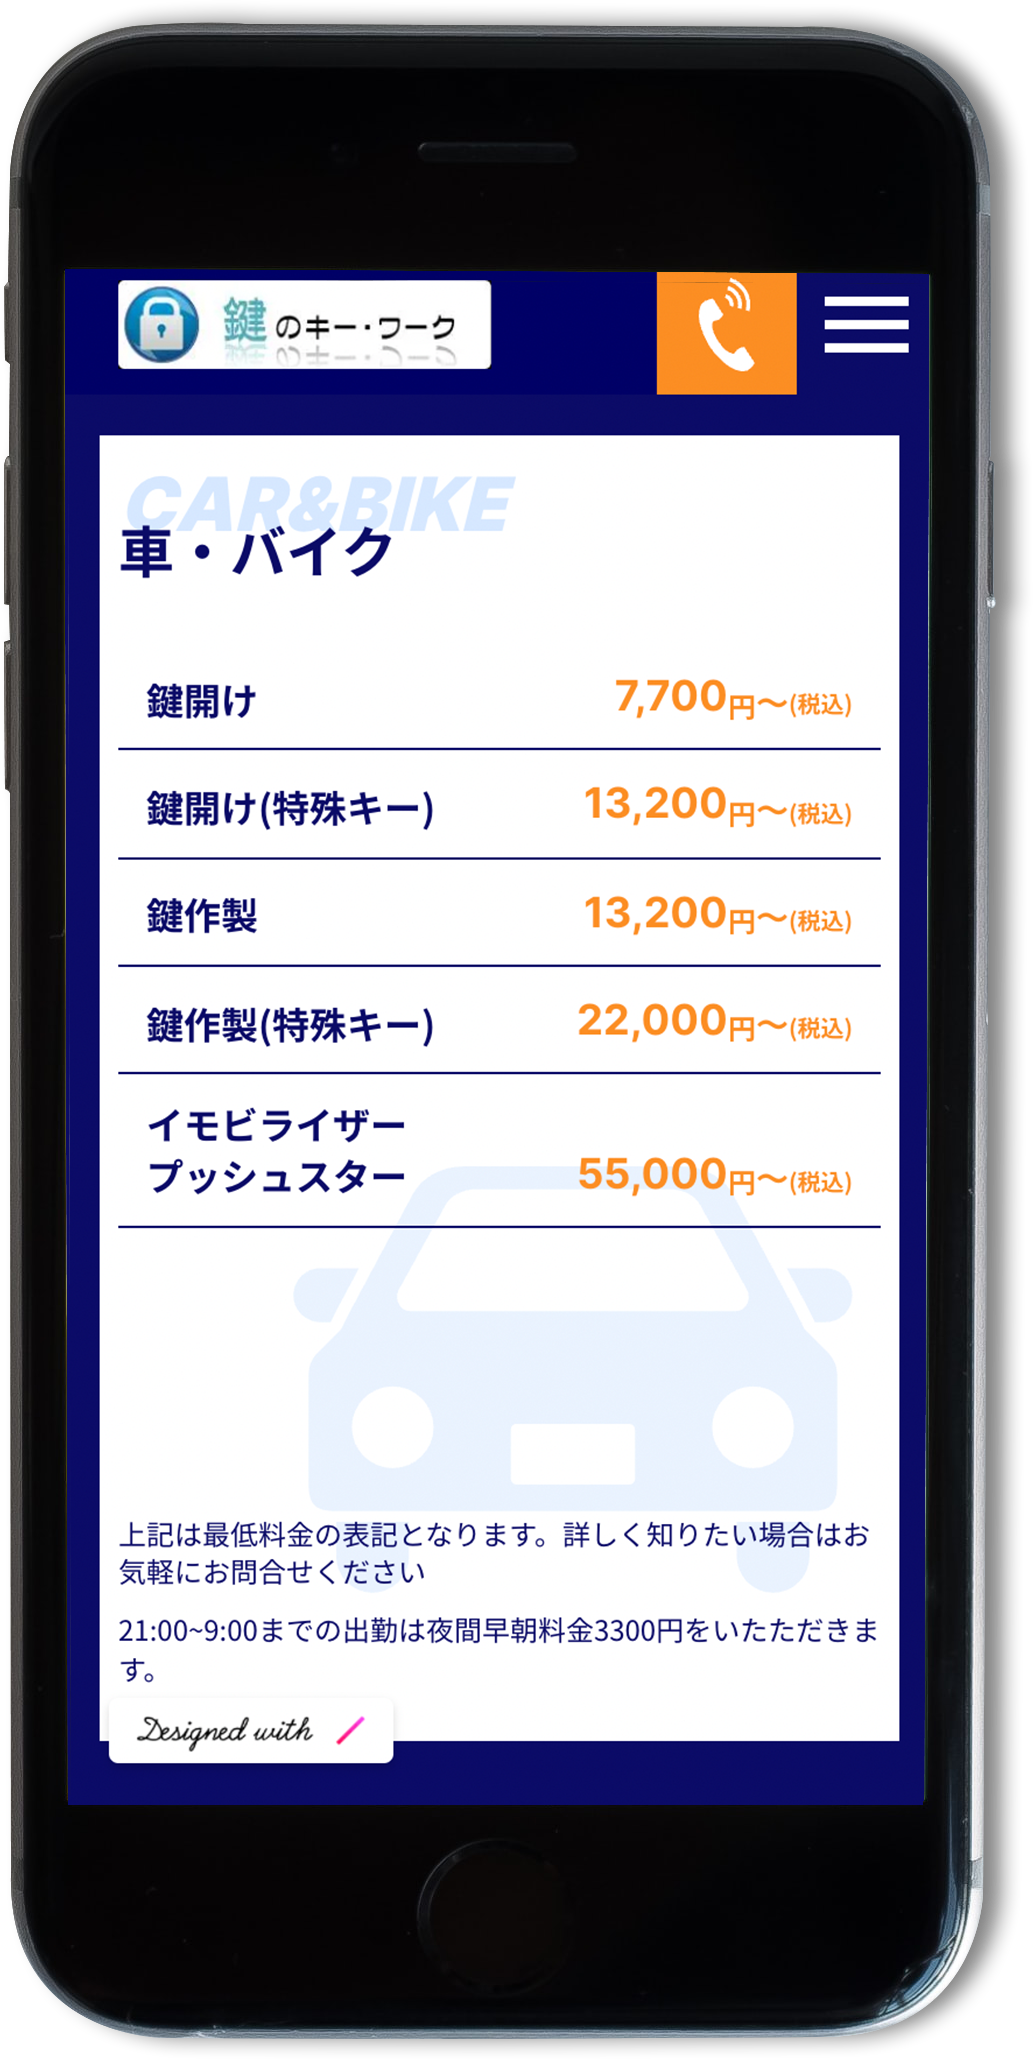 鍵のキー・ワーク
CAR&BIKE
車・バイク
鍵開け 7,700円～(税込)
鍵開け(特殊キー) 13,200円～(税込)
鍵作製 13,200円～(税込)
鍵作製(特殊キー) 22,000円～(税込)
イモビライザー
プッシュスター 55,000円～(税込)
上記は最低料金の表記となります。詳しく知りたい場合はお
気軽にお問合せください
21:00~9:00までの出勤は夜間早朝料金3300円をいたただきま
す。
Designed with